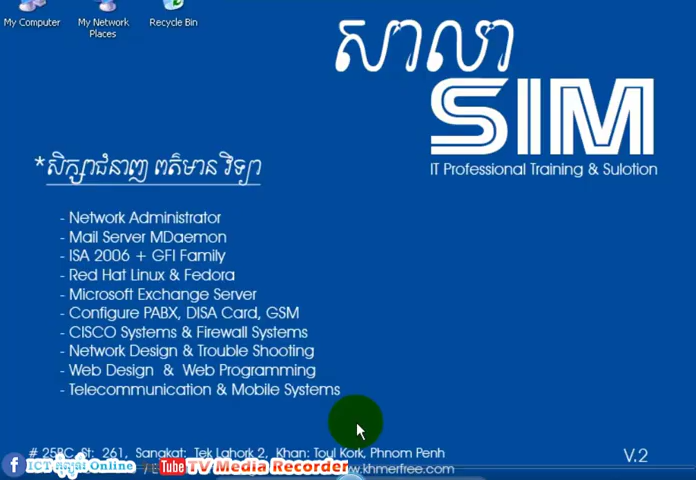 My Computer
My Network Places
Recycle Bin
សាលា
SIM
IT Professional Training & Sulotion
*សិក្សាជំនាញ ពត៌មាន វិទ្យា
- Network Administrator
- Mail Server MDaemon
- ISA 2006 + GFI Family
- Red Hat Linux & Fedora
- Microsoft Exchange Server
- Configure PABX, DISA Card, GSM
- CISCO Systems & Firewall Systems
- Network Design & Trouble Shooting
- Web Design & Web Programming
- Telecommunication & Mobile Systems
# 25BC, St: 261, Sangkat: Tek Lahork 2, Khan: Toul Kork, Phnom Penh
V.2
ICT Online
Tube TV Media Recorder
www.khmerfree.com